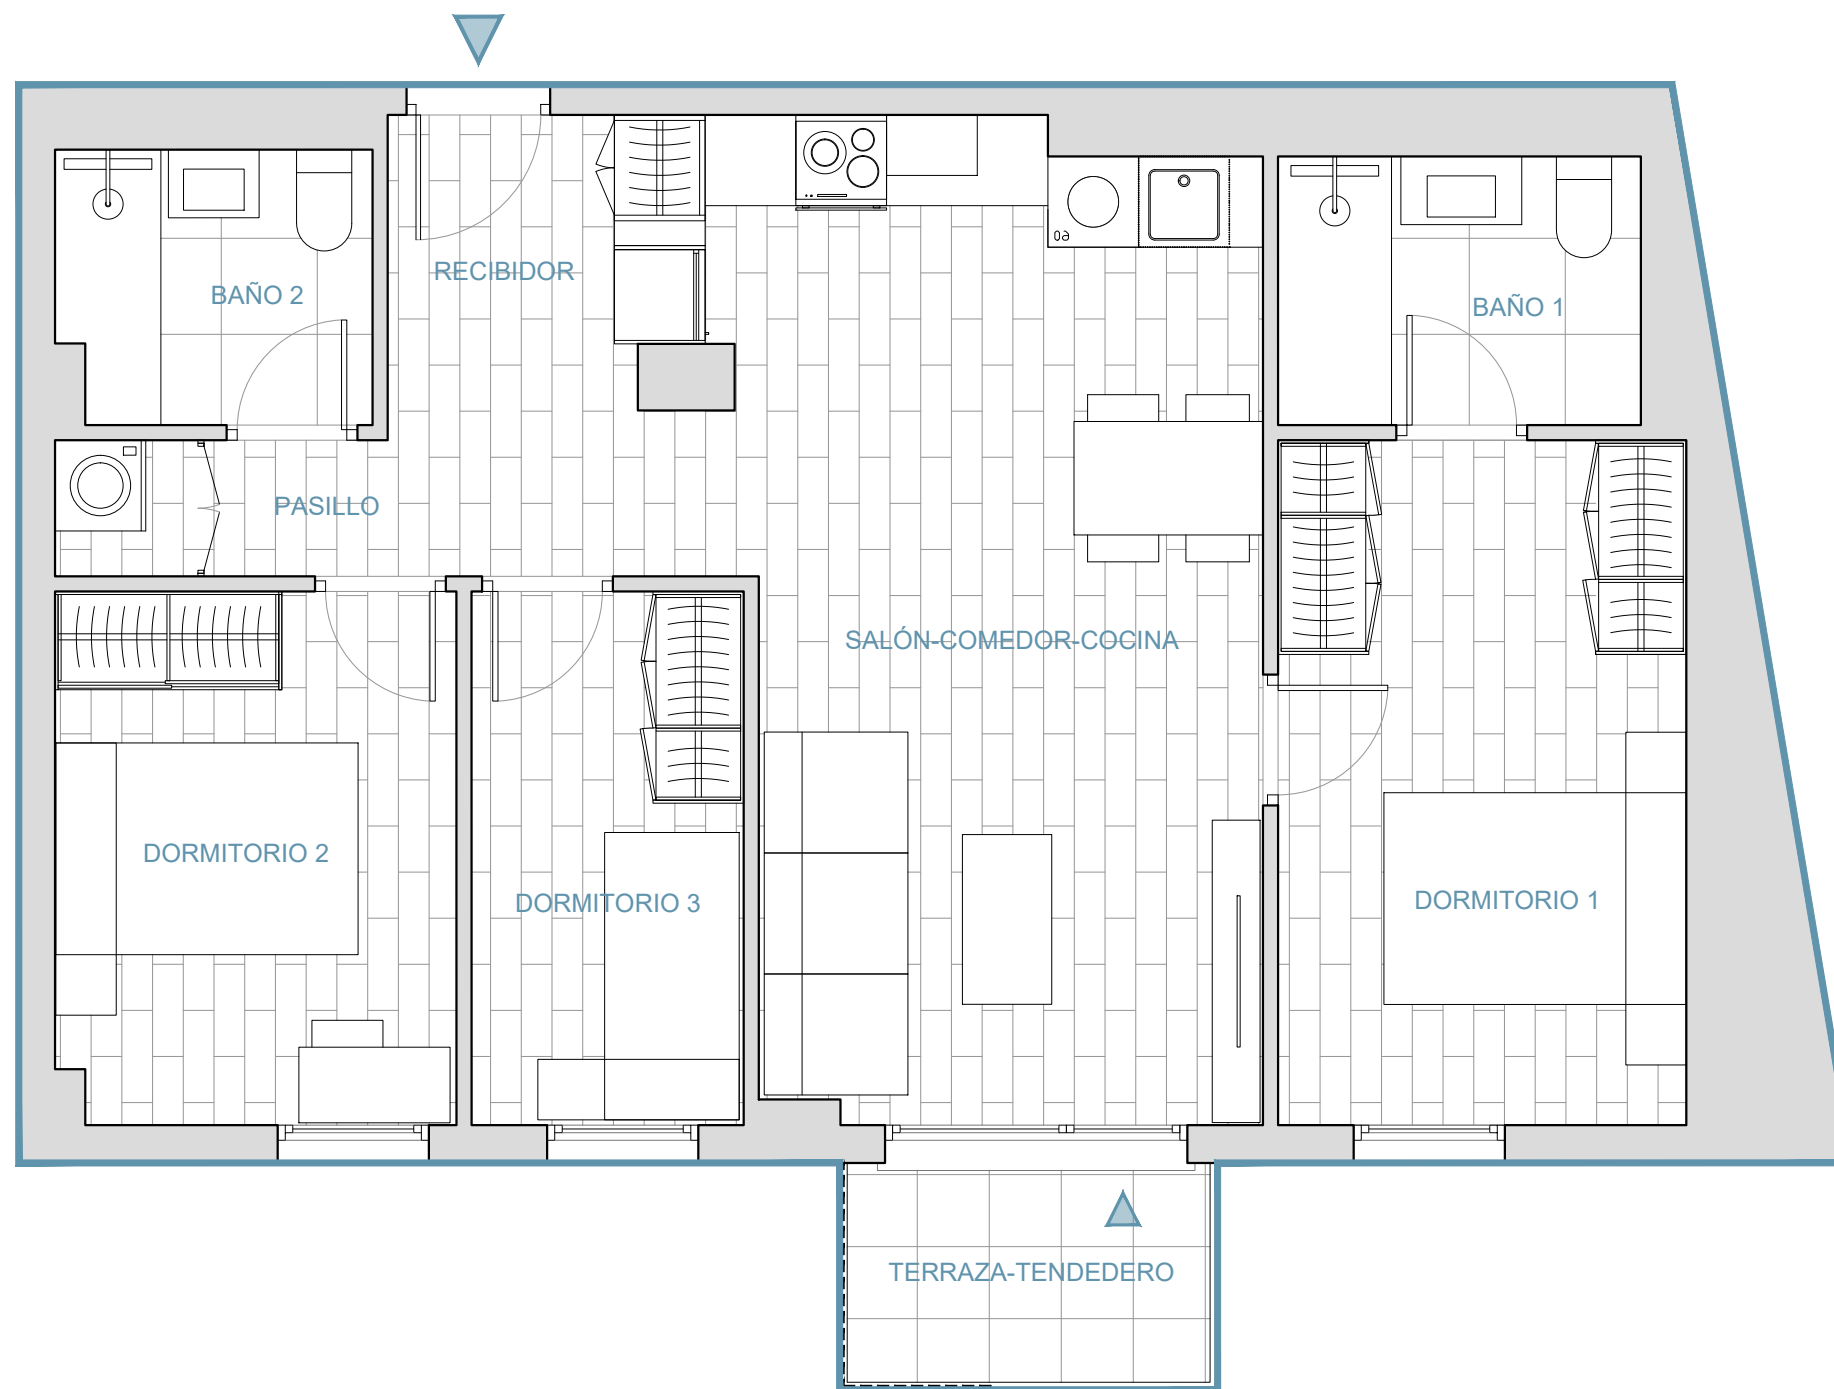 RECIBIDOR
BAÑO 2
BAÑO 1
PASILLO
SALÓN-COMEDOR-COCINA
DORMITORIO 2
DORMITORIO 3
DORMITORIO 1
TERRAZA-TENDEDERO